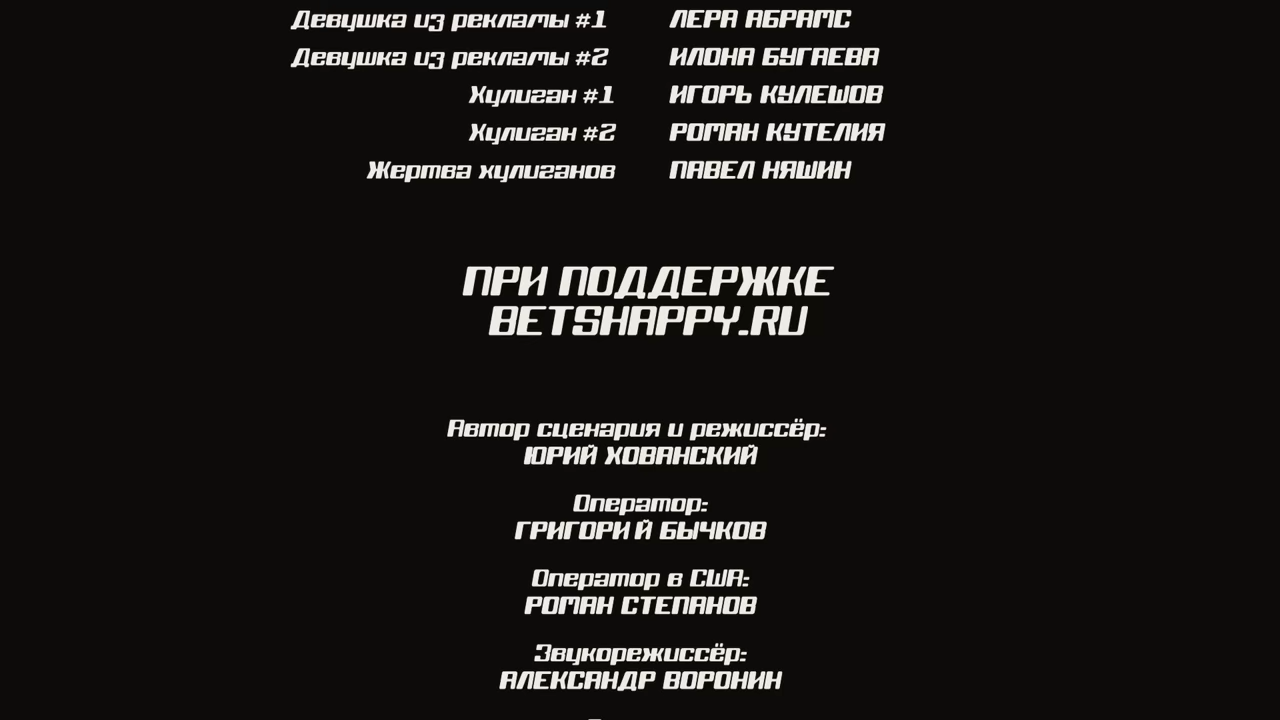 Девушка из рекламы #1 ЛЕРА АБРАМС
Девушка из рекламы #2 ИЛОНА БУГАЕВА
Хулиган #1 ИГОРЬ КУЛЕШОВ
Хулиган #2 РОМАН КУТЕЛИЯ
Жертва хулиганов ПАВЕЛ НЯШИН
ПРИ ПОДДЕРЖКЕ
BETSHAPPY.RU
Автор сценария и режиссёр:
ЮРИЙ ХОВАНСКИЙ
Оператор:
ГРИГОРИЙ БЫЧКОВ
Оператор в США:
РОМАН СТЕПАНОВ
Звукорежиссёр:
АЛЕКСАНДР ВОРОНИН